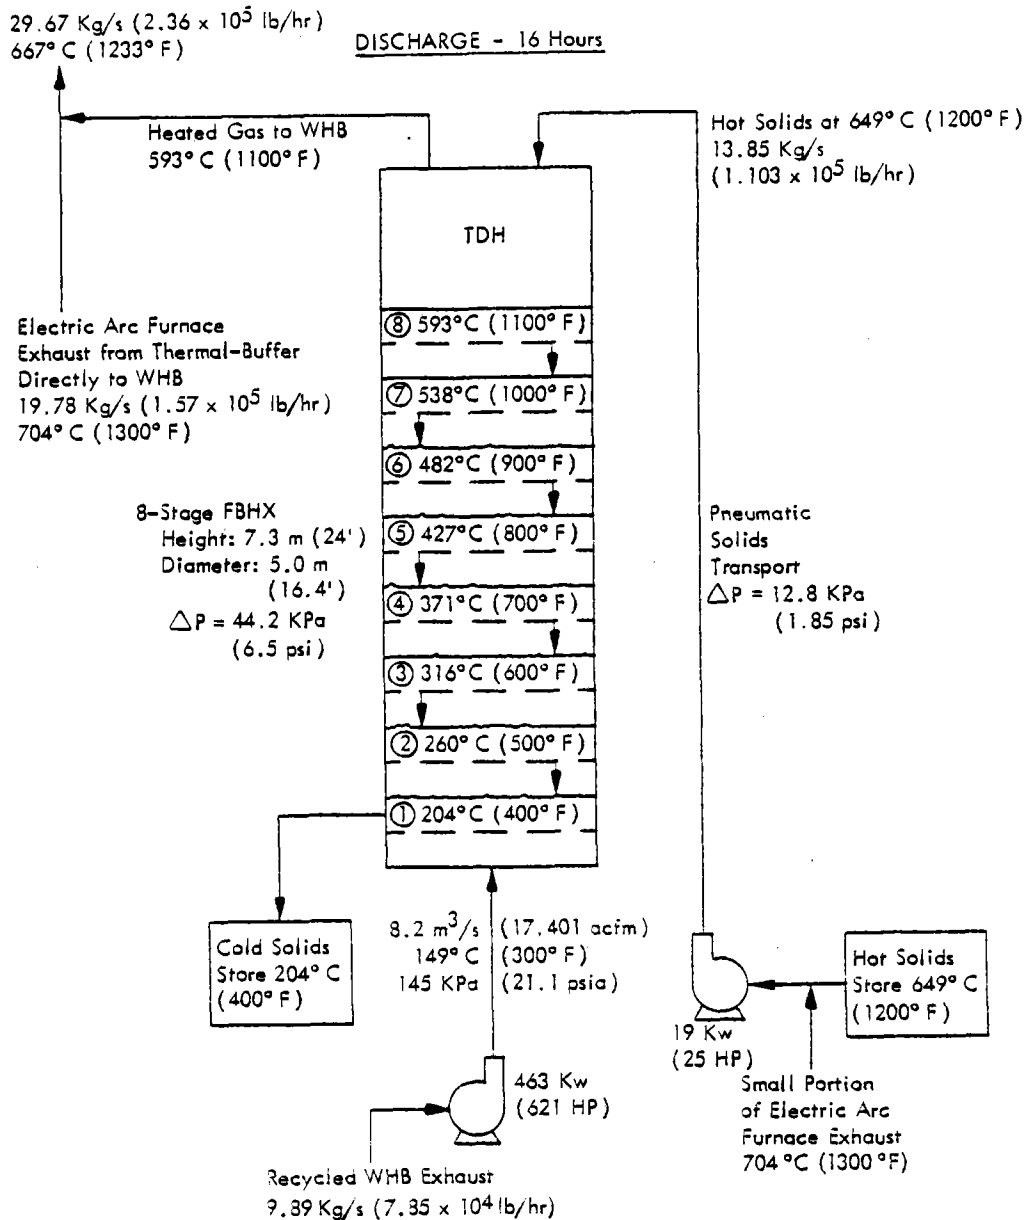 29.67 Kg/s (2.36 x 10⁵ lb/hr)
667° C (1233° F)
DISCHARGE - 16 Hours
Heated Gas to WHB
593° C (1100° F)
Hot Solids at 649° C (1200° F)
13.85 Kg/s
(1.103 x 10⁵ lb/hr)
TDH
Electric Arc Furnace
Exhaust from Thermal-Buffer
Directly to WHB
19.78 Kg/s (1.57 x 10⁵ lb/hr)
704° C (1300° F)
⑧ 593° C (1100° F)
⑦ 538° C (1000° F)
⑥ 482° C (900° F)
⑤ 427° C (800° F)
④ 371° C (700° F)
③ 316° C (600° F)
② 260° C (500° F)
① 204° C (400° F)
8-Stage FBHX
Height: 7.3 m (24')
Diameter: 5.0 m
(16.4')
△P = 44.2 KPa
(6.5 psi)
Pneumatic
Solids
Transport
△P = 12.8 KPa
(1.85 psi)
Cold Solids
Store 204° C
(400° F)
8.2 m³/s (17.401 acfm)
149° C (300° F)
145 KPa (21.1 psia)
Hot Solids
Store 649° C
(1200° F)
19 Kw
(25 HP)
463 Kw
(621 HP)
Small Portion
of Electric Arc
Furnace Exhaust
704° C (1300° F)
Recycled WHB Exhaust
9.89 Kg/s (7.85 x 10⁴ lb/hr)